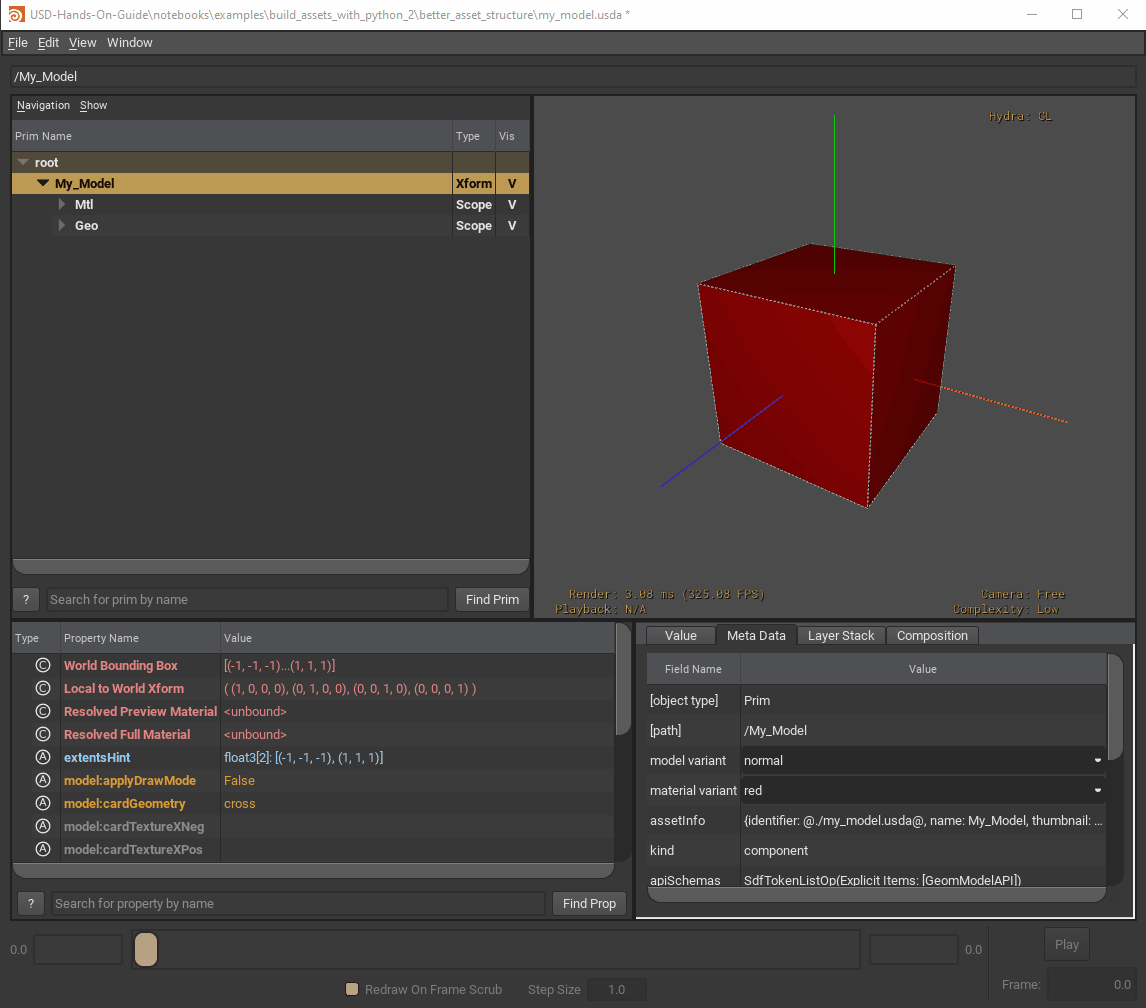 USD-Hands-On-Guide\notebooks\examples\build_assets_with_python_2\better_asset_structure\my_model.usda *
File Edit View Window
/My_Model
Navigation Show
Prim Name Type Vis
root
My_Model Xform V
Mtl Scope V
Geo Scope V
? Search for prim by name Find Prim
Hydra: GL
Render: 3.08 ms (325.08 FPS)
Playback: N/A
Camera: Free
Complexity: Low
Type Property Name Value
C World Bounding Box [(-1, -1, -1)...(1, 1, 1)]
C Local to World Xform ( (1, 0, 0, 0), (0, 1, 0, 0), (0, 0, 1, 0), (0, 0, 0, 1) )
C Resolved Preview Material <unbound>
C Resolved Full Material <unbound>
A extentsHint float3[2]: [(-1, -1, -1), (1, 1, 1)]
A model:applyDrawMode False
A model:cardGeometry cross
A model:cardTextureXNeg
A model:cardTextureXPos
? Search for property by name Find Prop
Value Meta Data Layer Stack Composition
Field Name Value
[object type] Prim
[path] /My_Model
model variant normal
material variant red
assetInfo {identifier: @./my_model.usda@, name: My_Model, thumbnail: ...
kind component
apiSchemas SdfTokenListOp(Explicit Items: [GeomModelAPI])
0.0 0.0 Play
Redraw On Frame Scrub Step Size 1.0 Frame: 0.0